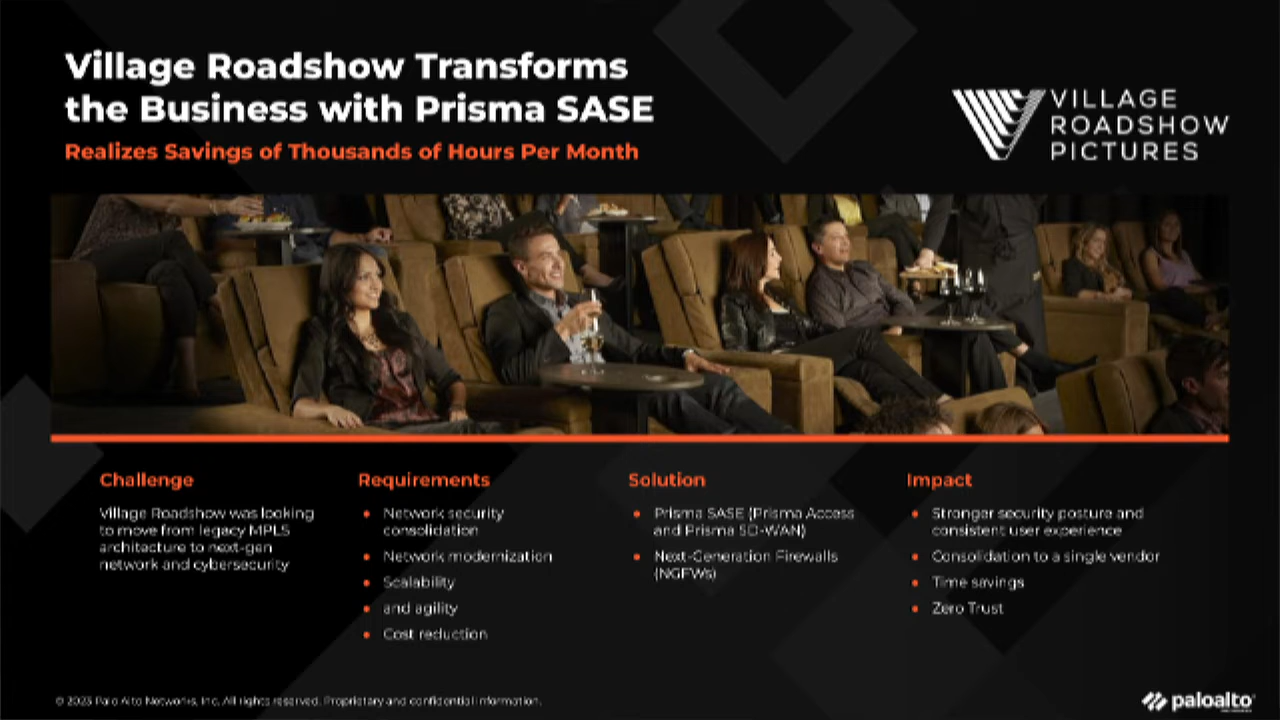 Village Roadshow Transforms
the Business with Prisma SASE
Realizes Savings of Thousands of Hours Per Month
VILLAGE
ROADSHOW
PICTURES
Challenge
Village Roadshow was looking
to move from legacy MPLS
architecture to next-gen
network and cybersecurity
Requirements
• Network security
consolidation
• Network modernization
• Scalability
• and agility
• Cost reduction
Solution
• Prisma SASE (Prisma Access
and Prisma SD-WAN)
• Next-Generation Firewalls
(NGFWs)
Impact
• Stronger security posture and
consistent user experience
• Consolidation to a single vendor
• Time savings
• Zero Trust
© 2023 Palo Alto Networks, Inc. All rights reserved. Proprietary and confidential information.
paloalto